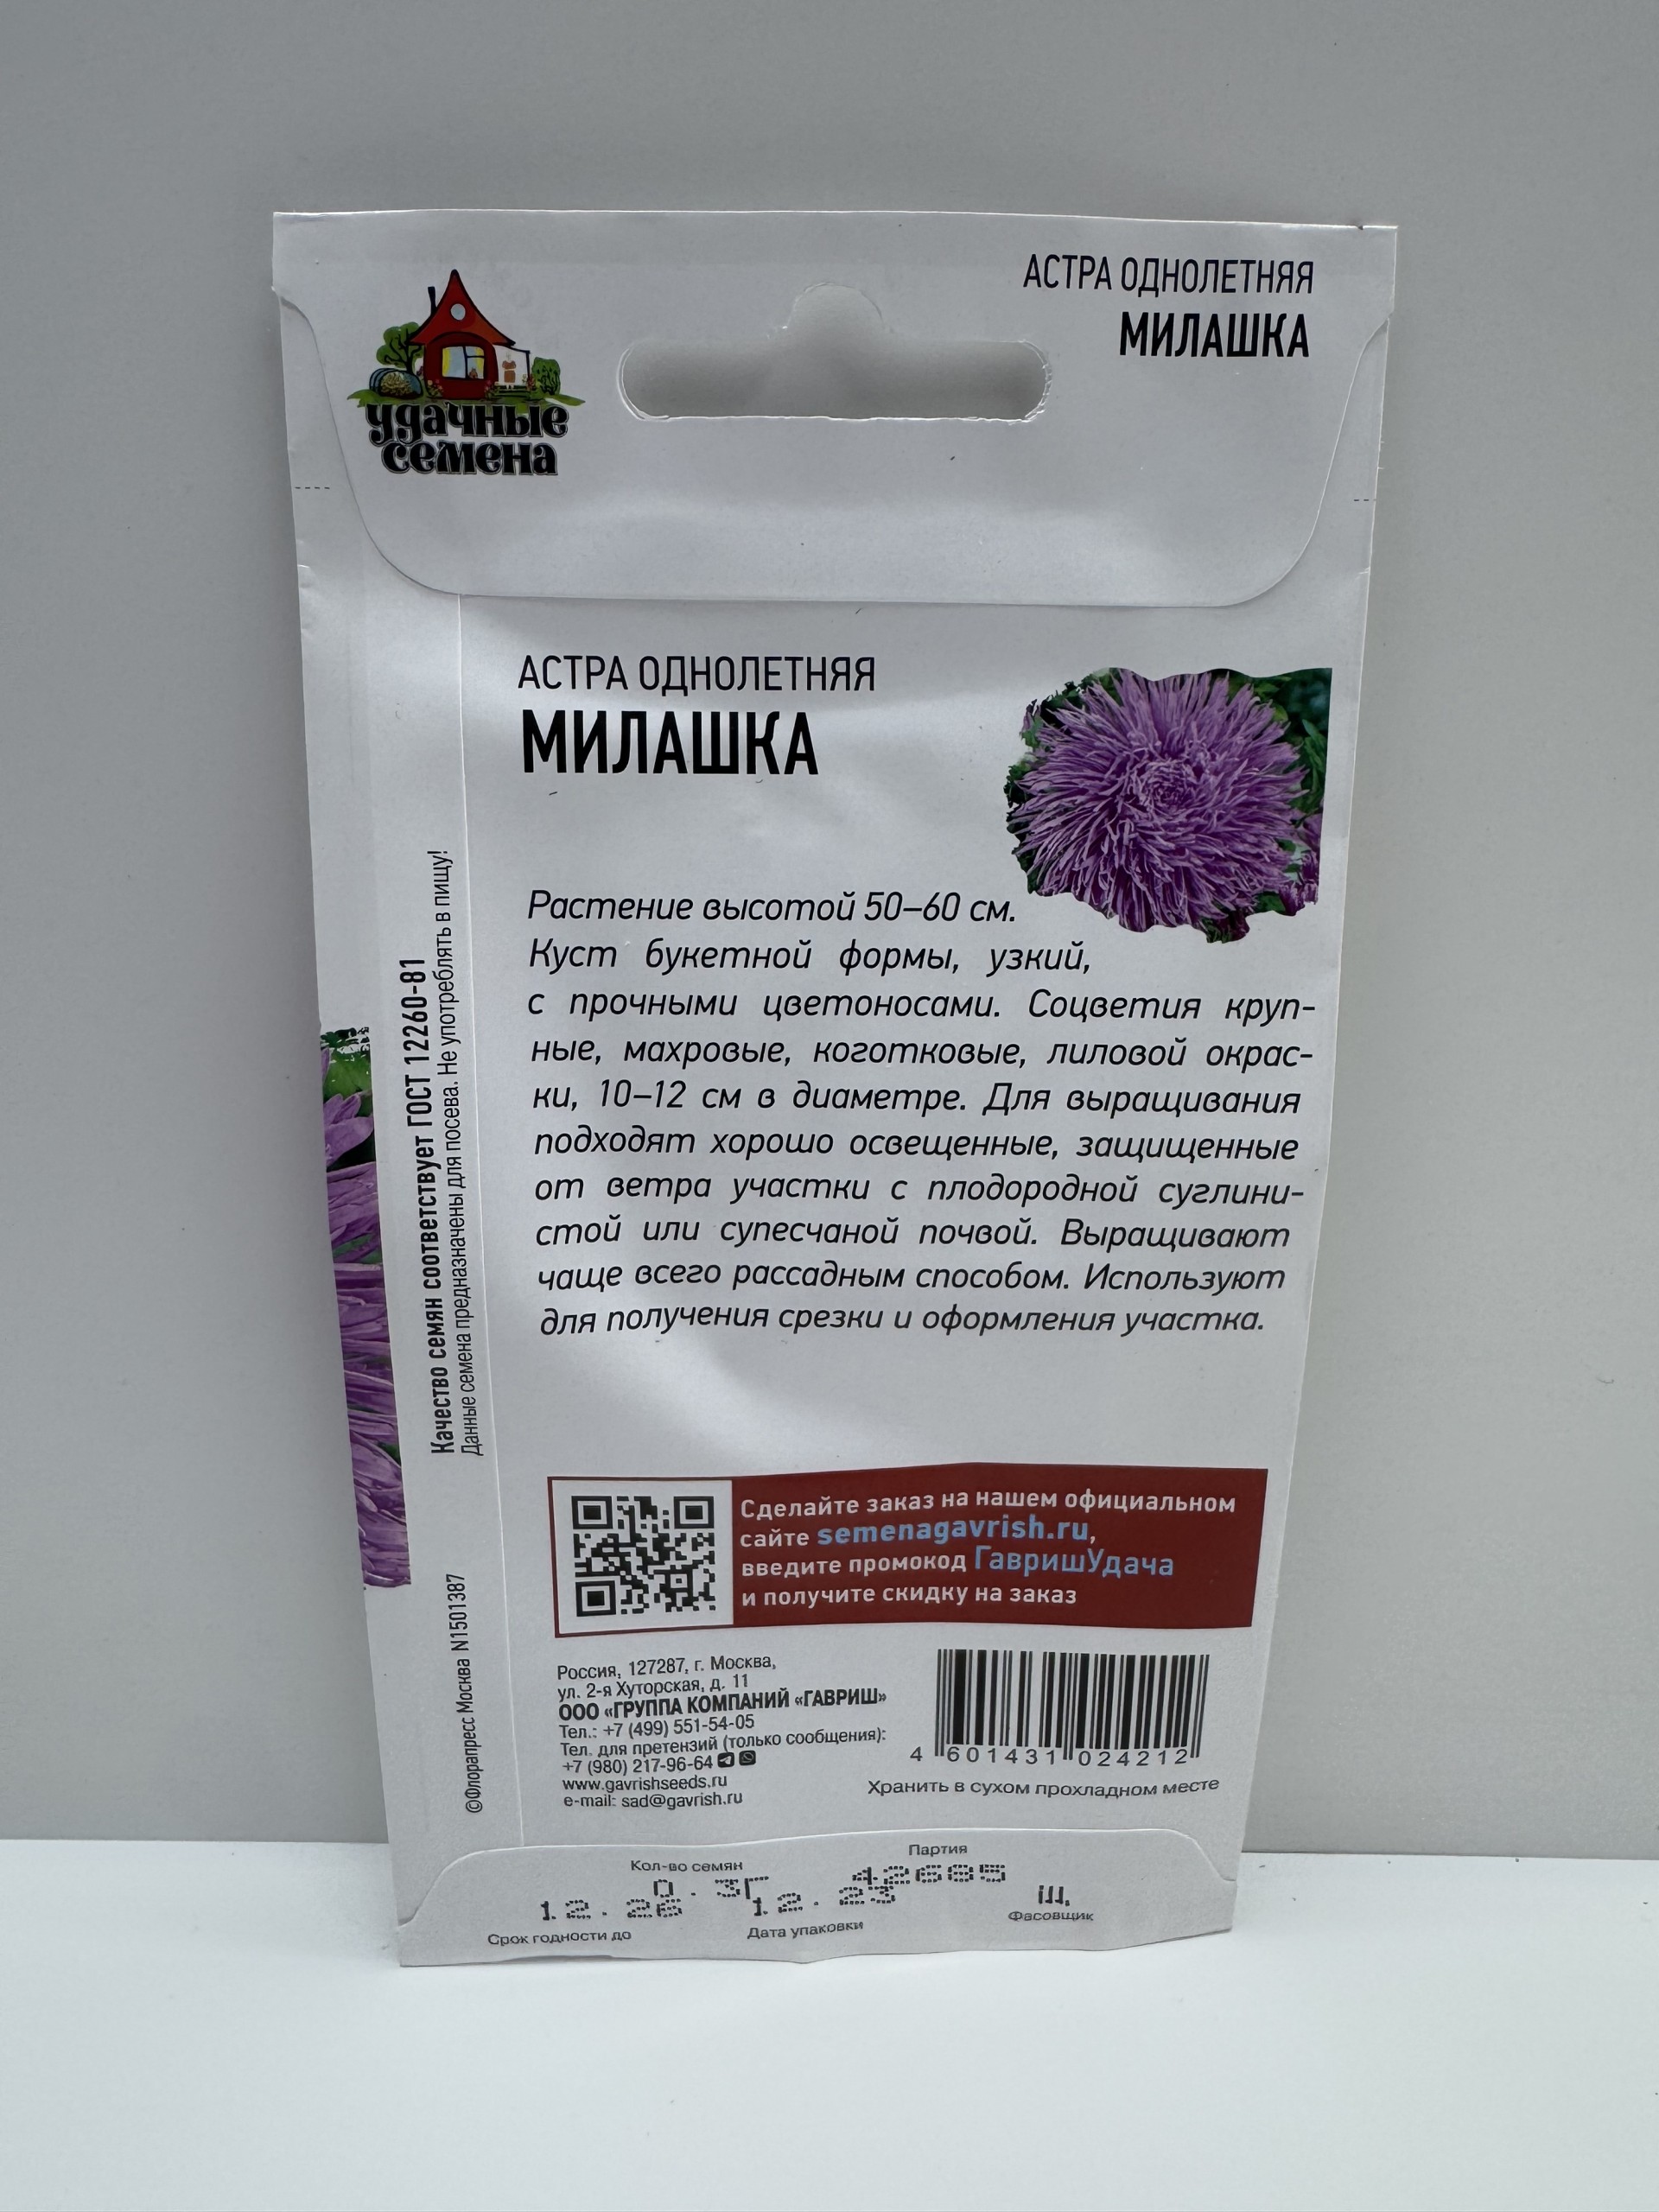 АСТРА ОДНОЛЕТНЯЯ
МИЛАШКА
удачные
семена
АСТРА ОДНОЛЕТНЯЯ
МИЛАШКА
Растение высотой 50–60 см.
Куст букетной формы, узкий,
с прочными цветоносами. Соцветия круп-
ные, махровые, коготковые, лиловой окрас-
ки, 10–12 см в диаметре. Для выращивания
подходят хорошо освещенные, защищенные
от ветра участки с плодородной суглини-
стой или супесчаной почвой. Выращивают
чаще всего рассадным способом. Используют
для получения срезки и оформления участка.
Качество семян соответствует ГОСТ 12260-81
Данные семена предназначены для посева. Не употреблять в пищу!
©Флорапресс Москва N1501387
Сделайте заказ на нашем официальном
сайте semenagavrish.ru,
введите промокод ГавришУдача
и получите скидку на заказ
Россия, 127287, г. Москва,
ул. 2-я Хуторская, д. 11
ООО «ГРУППА КОМПАНИЙ «ГАВРИШ»
Тел.: +7 (499) 551-54-05
Тел. для претензий (только сообщения):
+7 (980) 217-96-64
www.gavrishseeds.ru
e-mail: sad@gavrish.ru
4 601431 024212
Хранить в сухом прохладном месте
Кол-во семян
Партия
0.3Г
42685
12.26
12.23
Ш.
Срок годности до
Дата упаковки
Фасовщик